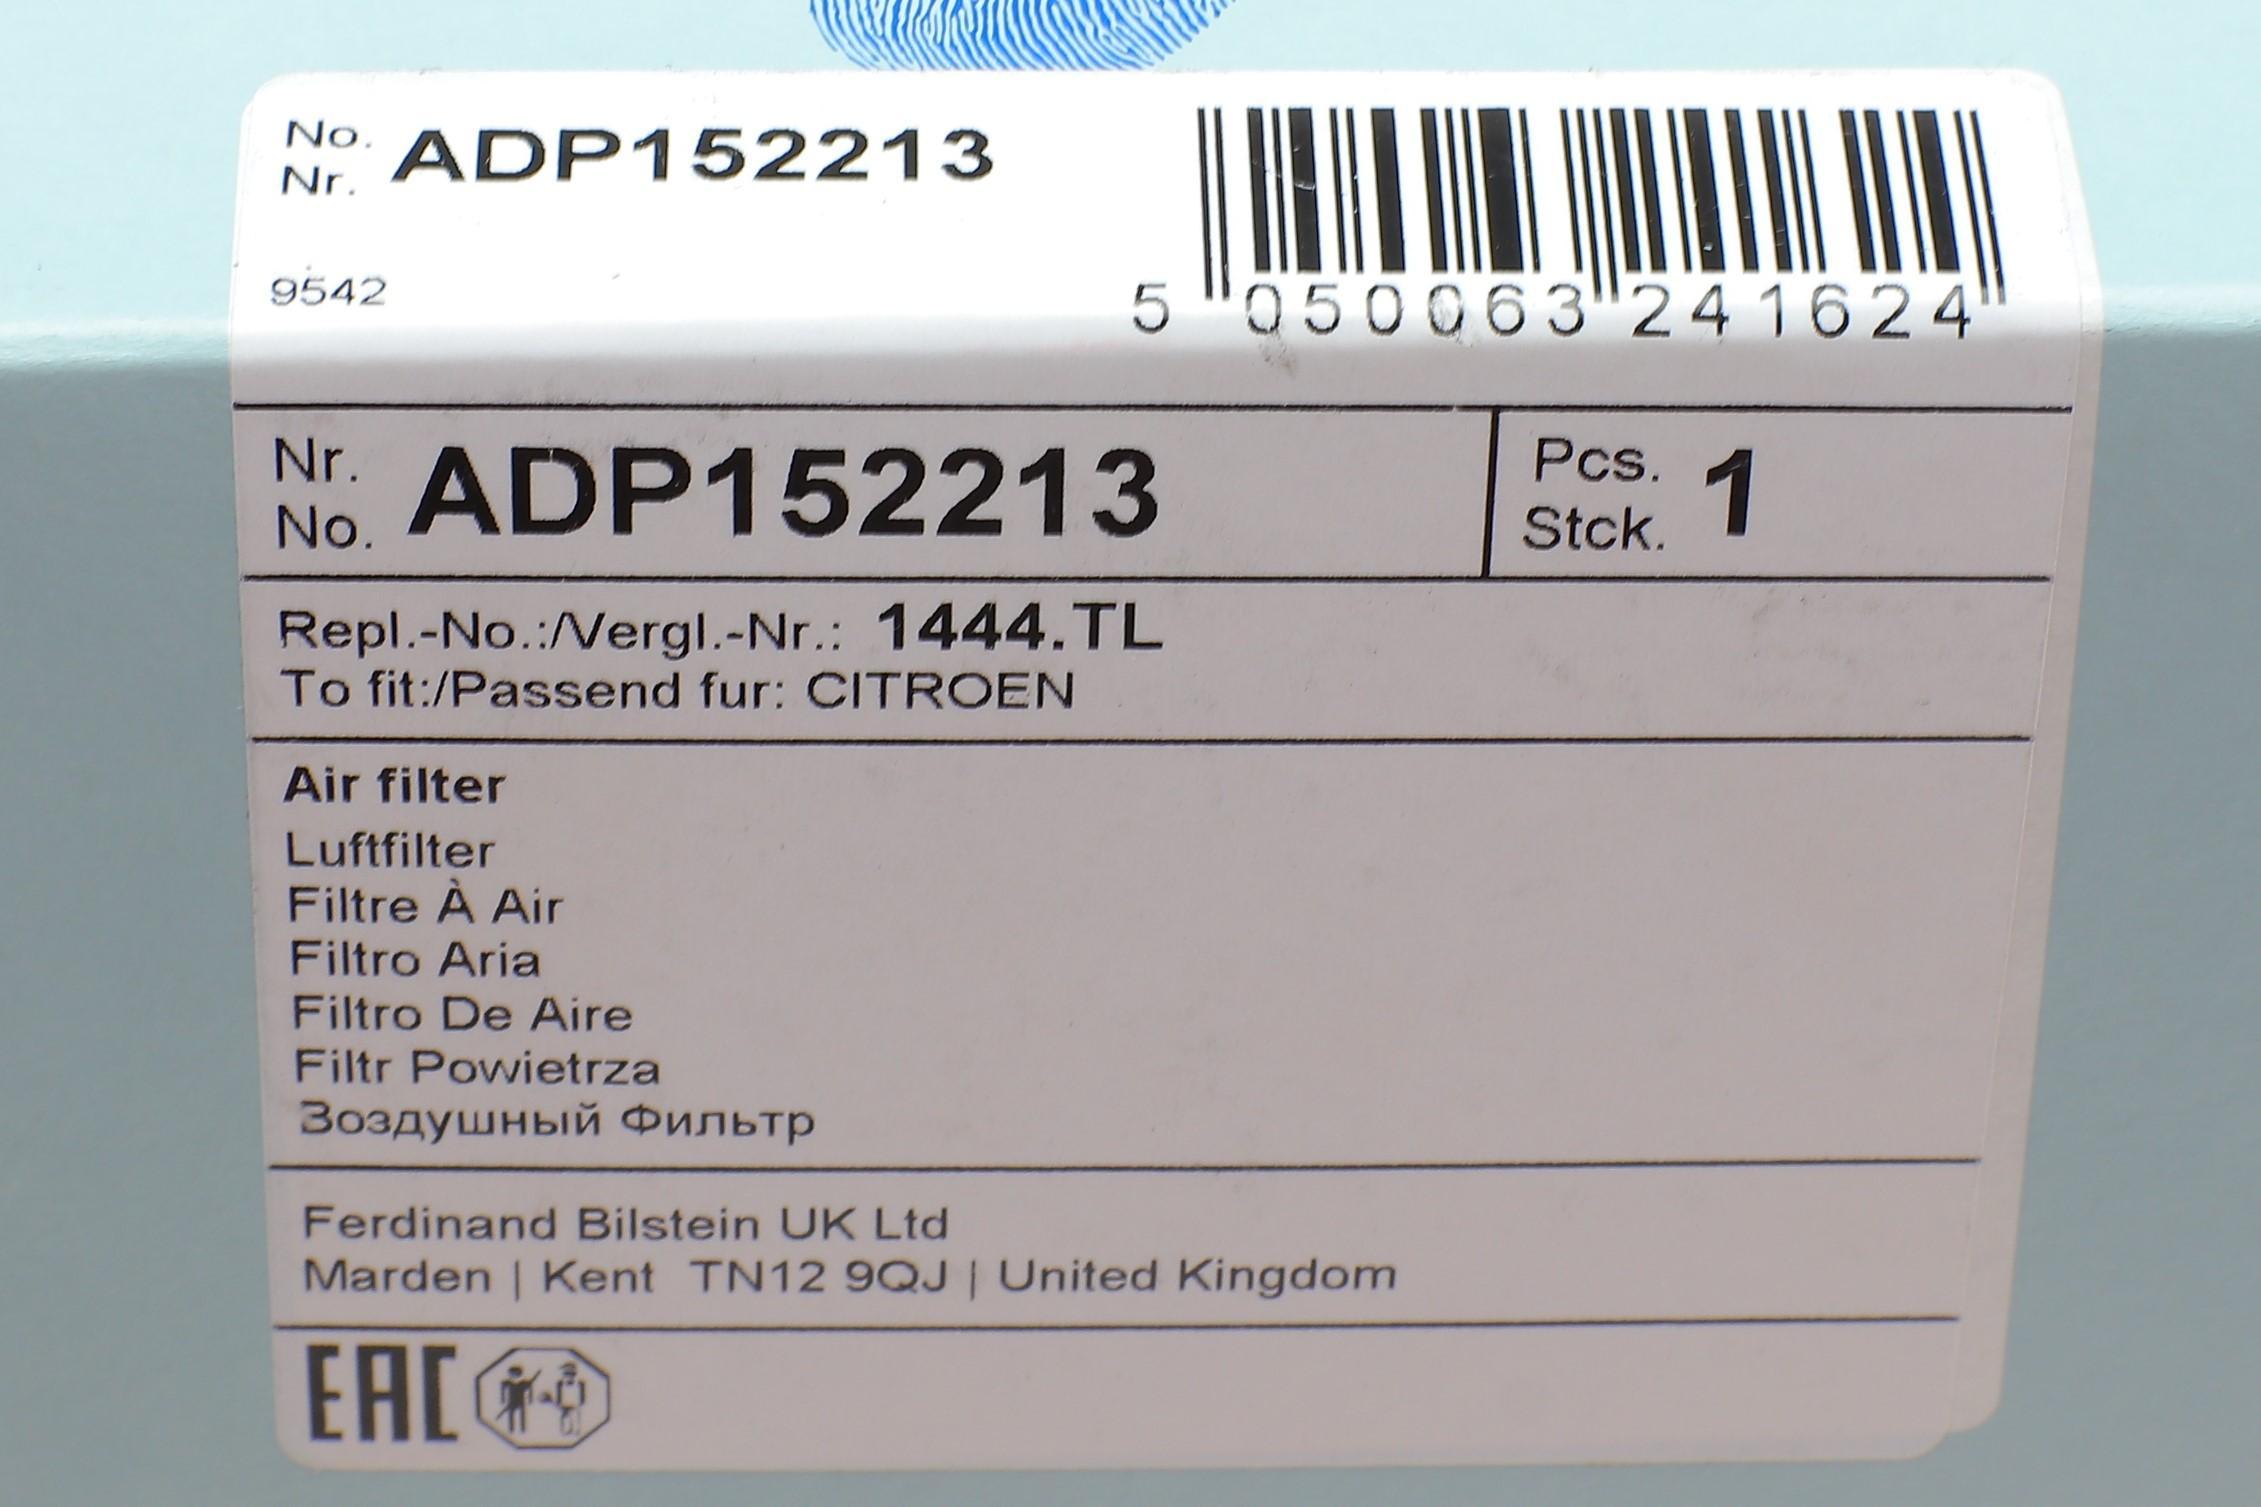 No.
Nr. ADP152213
9542
5 050063 241624
Nr.
No. ADP152213
Pcs.
Stck. 1
Repl.-No.:/Vergl.-Nr.: 1444.TL
To fit:/Passend fur: CITROEN
Air filter
Luftfilter
Filtre À Air
Filtro Aria
Filtro De Aire
Filtr Powietrza
Воздушный Фильтр
Ferdinand Bilstein UK Ltd
Marden | Kent TN12 9QJ | United Kingdom
EAC